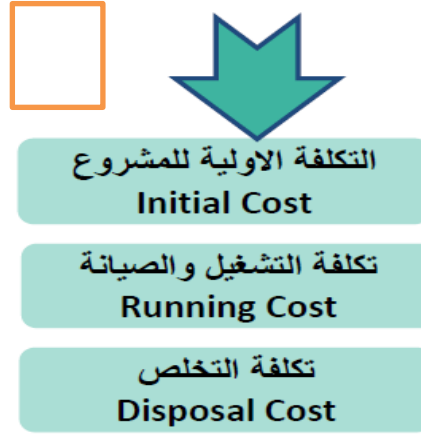 التكلفة الاولية للمشروع
Initial Cost
تكلفة التشغيل والصيانة
Running Cost
تكلفة التخلص
Disposal Cost